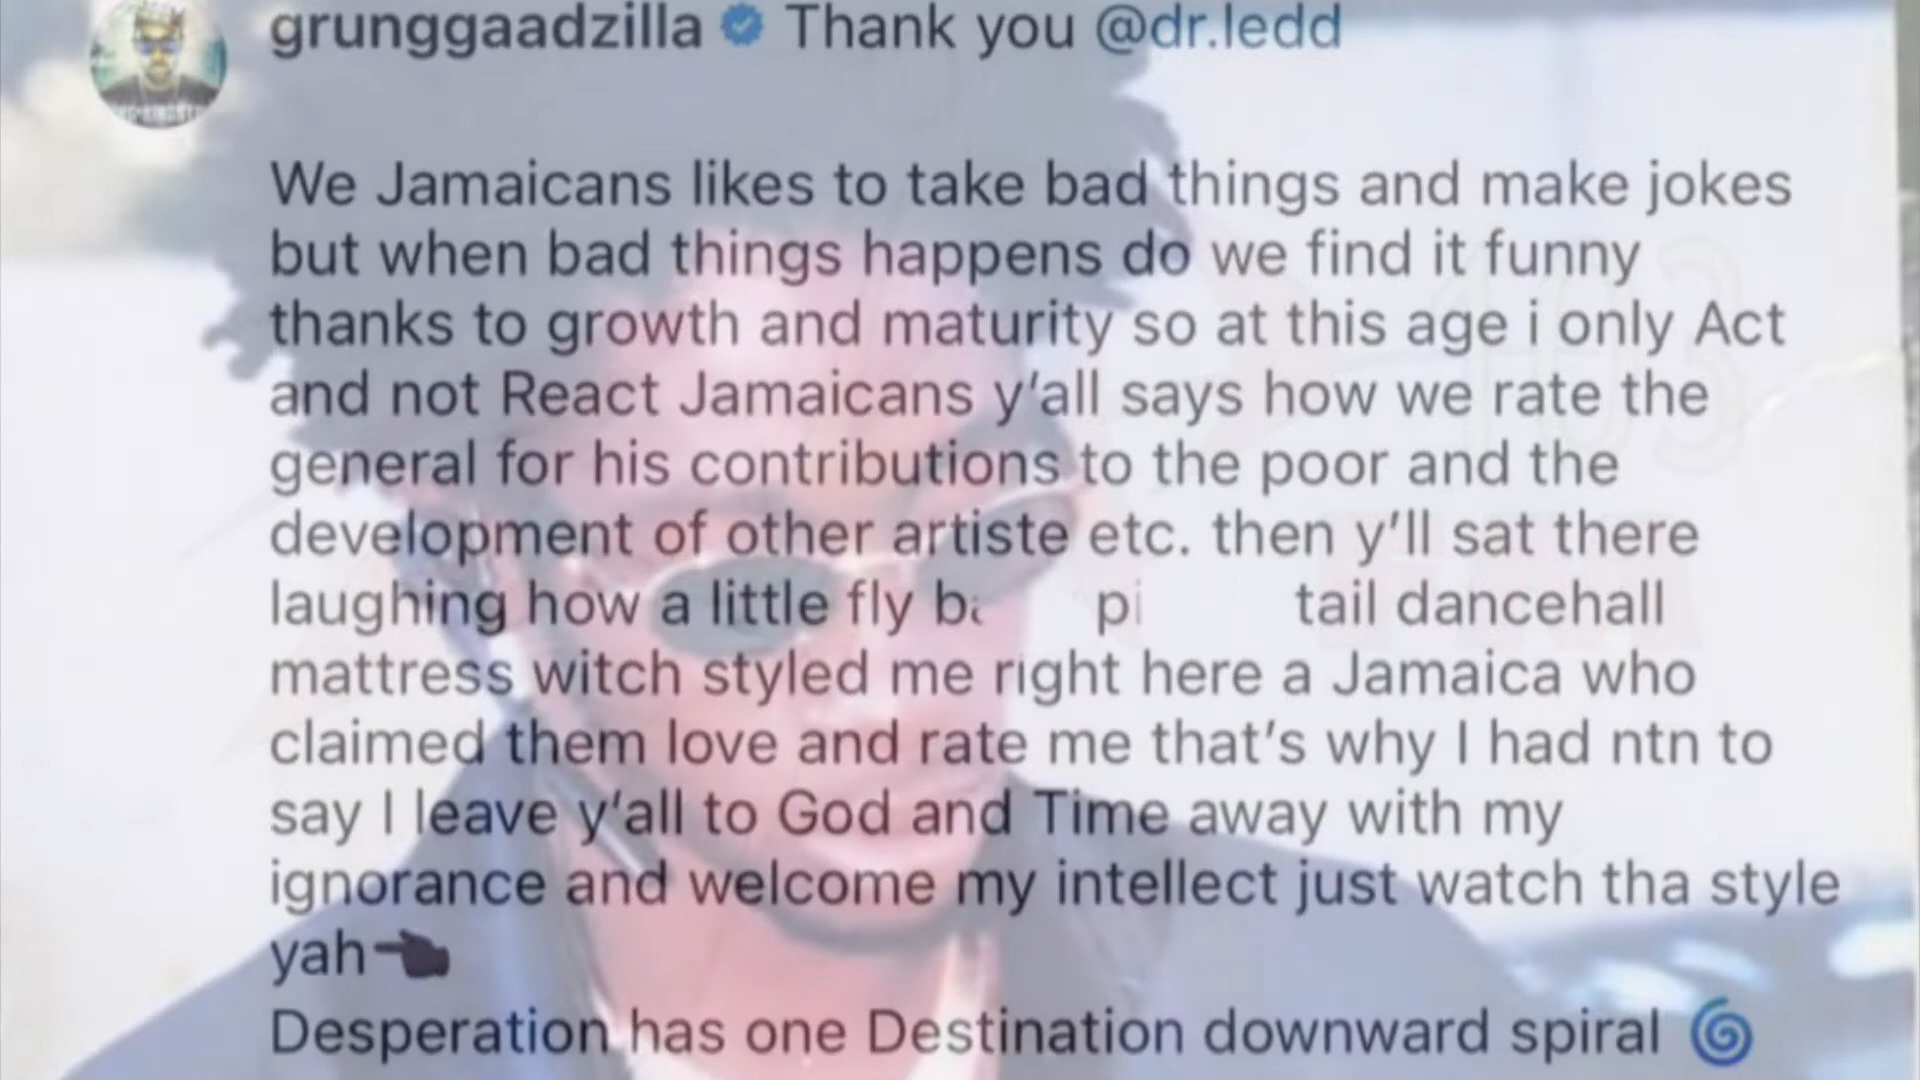 grunggaadzilla Thank you @dr.ledd
We Jamaicans likes to take bad things and make jokes
but when bad things happens do we find it funny
thanks to growth and maturity so at this age i only Act
and not React Jamaicans y'all says how we rate the
general for his contributions to the poor and the
development of other artiste etc. then y'll sat there
laughing how a little fly tail dancehall
mattress witch styled me right here a Jamaica who
claimed them love and rate me that's why I had ntn to
say I leave y'all to God and Time away with my
ignorance and welcome my intellect just watch tha style
yah
Desperation has one Destination downward spiral